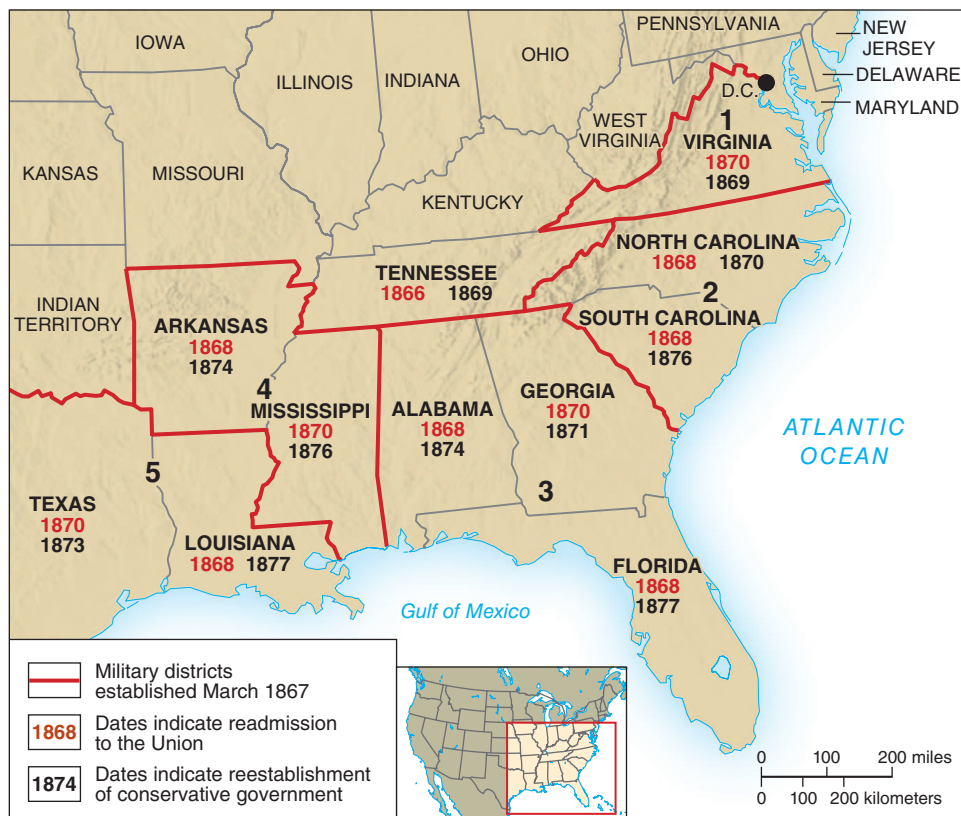 PENNSYLVANIA
NEW
JERSEY
IOWA
OHIO
ILLINOIS
INDIANA
DELAWARE
D.C.
MARYLAND
WEST
VIRGINIA
1
VIRGINIA
1870
1869
KANSAS
MISSOURI
KENTUCKY
NORTH CAROLINA
1868 1870
TENNESSEE
1866 1869
2
INDIAN
TERRITORY
ARKANSAS
1868
1874
SOUTH CAROLINA
1868
1876
4
MISSISSIPPI
1870
1876
ALABAMA
1868
1874
GEORGIA
1870
1871
ATLANTIC
OCEAN
5
3
TEXAS
1870
1873
LOUISIANA
1868 1877
FLORIDA
1868
1877
Gulf of Mexico
Military districts
established March 1867
1868 Dates indicate readmission
to the Union
1874 Dates indicate reestablishment
of conservative government
0 100 200 miles
0 100 200 kilometers